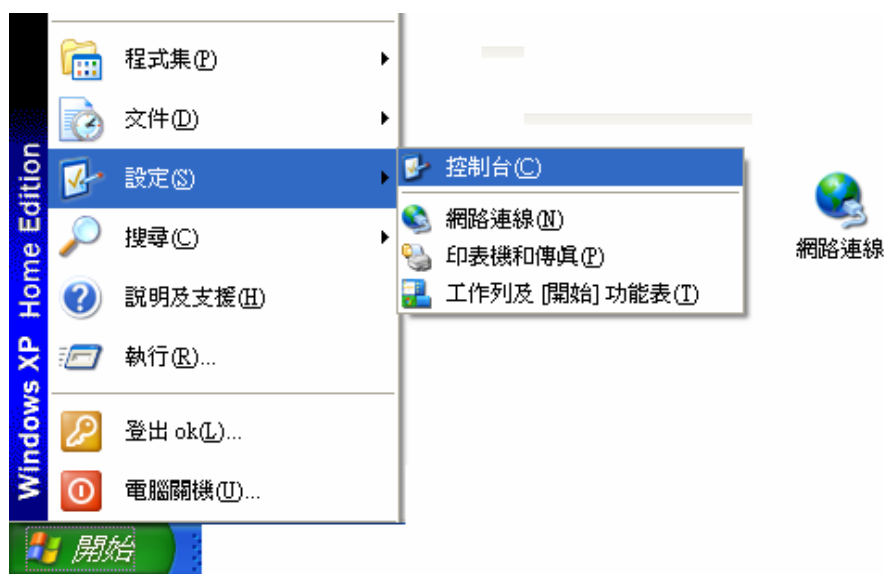 程式集(P)
文件(D)
設定(S)
搜尋(C)
說明及支援(H)
執行(R)...
登出 ok(L)...
電腦關機(U)...
控制台(C)
網路連線(N)
印表機和傳真(P)
工作列及 [開始] 功能表(T)
網路連線
Windows XP Home Edition
開始